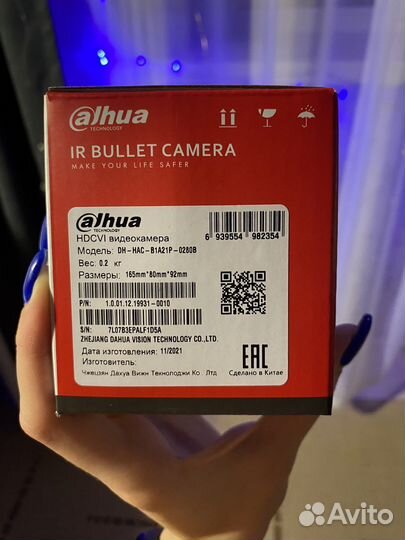 alhua
TECHNOLOGY
IR BULLET CAMERA
MAKE YOUR LIFE SAFER
alhua
TECHNOLOGY
HDCVI видеокамера
Модель: DH-HAC-B1A21P-0280B
6 939554 982354
Вес: 0.2 кг
Размеры: 165mm*80mm*92mm
P/N: 1.0.01.12.19931-0010
S/N: 7L07B3EPALF1D5A
ZHEJIANG DAHUA VISION TECHNOLOGY CO.,LTD.
Дата изготовления: 11/2021
Изготовитель:
EAC
Чжецзян Дахуа Вижн Текнолоджи Ко Лтд
Сделано в Китае
Avito